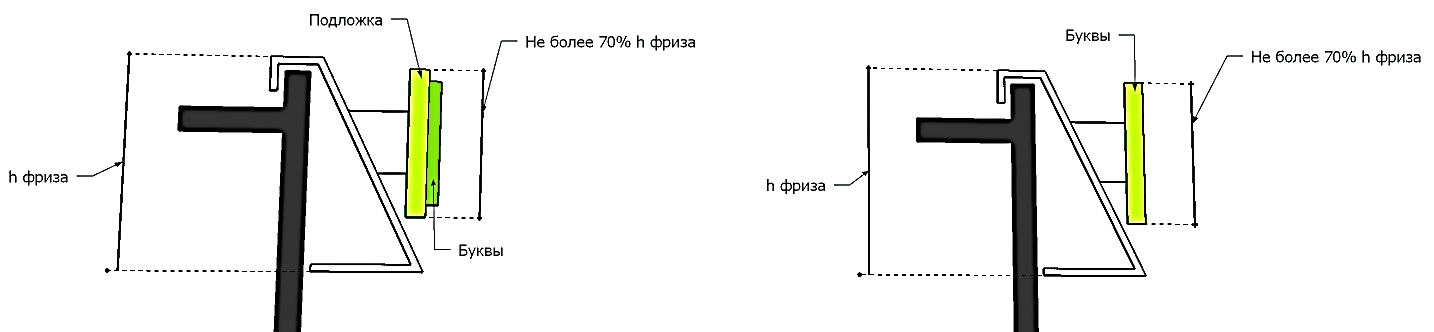 Подложка
Не более 70% h фриза
h фриза
Буквы
Буквы
Не более 70% h фриза
h фриза